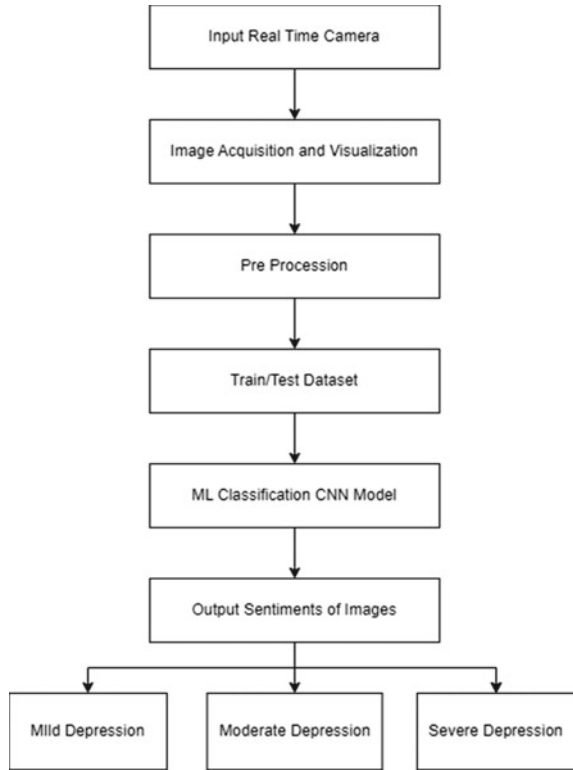 Input Real Time Camera
Image Acquisition and Visualization
Pre Procession
Train/Test Dataset
ML Classification CNN Model
Output Sentiments of Images
MIld Depression
Moderate Depression
Severe Depression